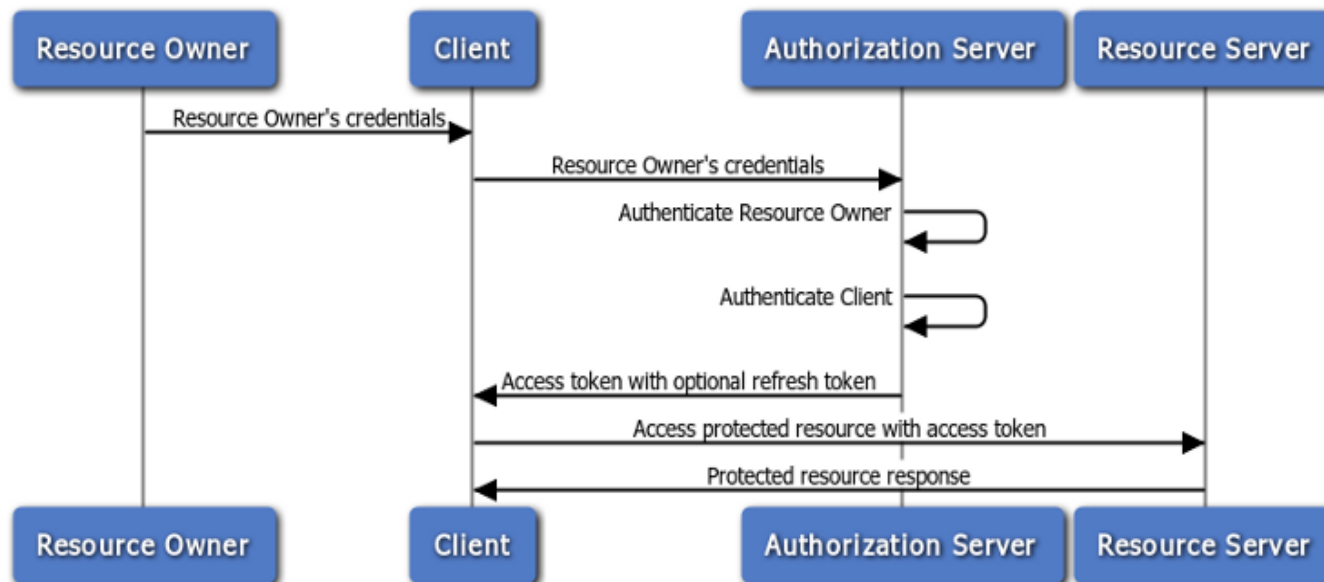 Resource Owner
Client
Authorization Server
Resource Server
Resource Owner's credentials
Resource Owner's credentials
Authenticate Resource Owner
Authenticate Client
Access token with optional refresh token
Access protected resource with access token
Protected resource response
Resource Owner
Client
Authorization Server
Resource Server